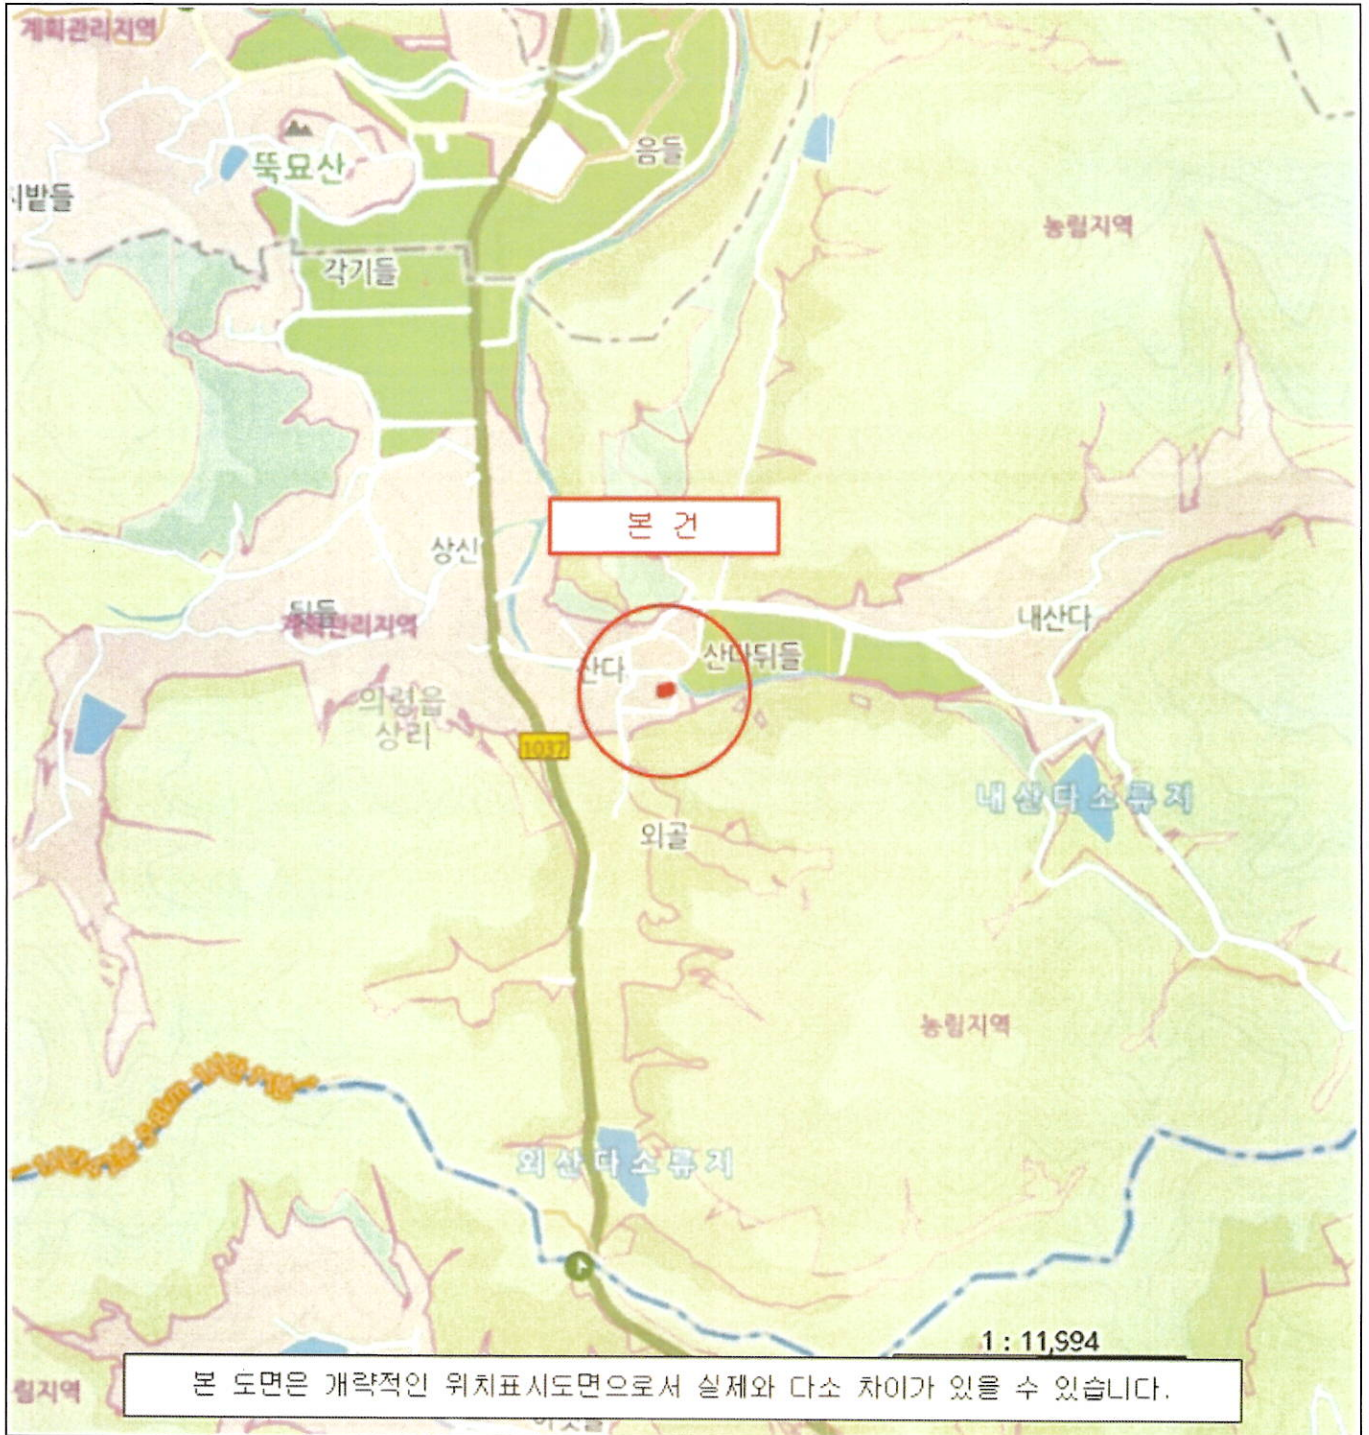 계획관리지역
뚝묘산
음들
농림지역
각기들
본 건
상신
내산다
계획관리지역
산다
산다뒤들
의령읍
상리
1037
내산다소류지
외골
농림지역
외산다소류지
1 : 11,994
본 도면은 개략적인 위치표시도면으로서 실제와 다소 차이가 있을 수 있습니다.
림지역